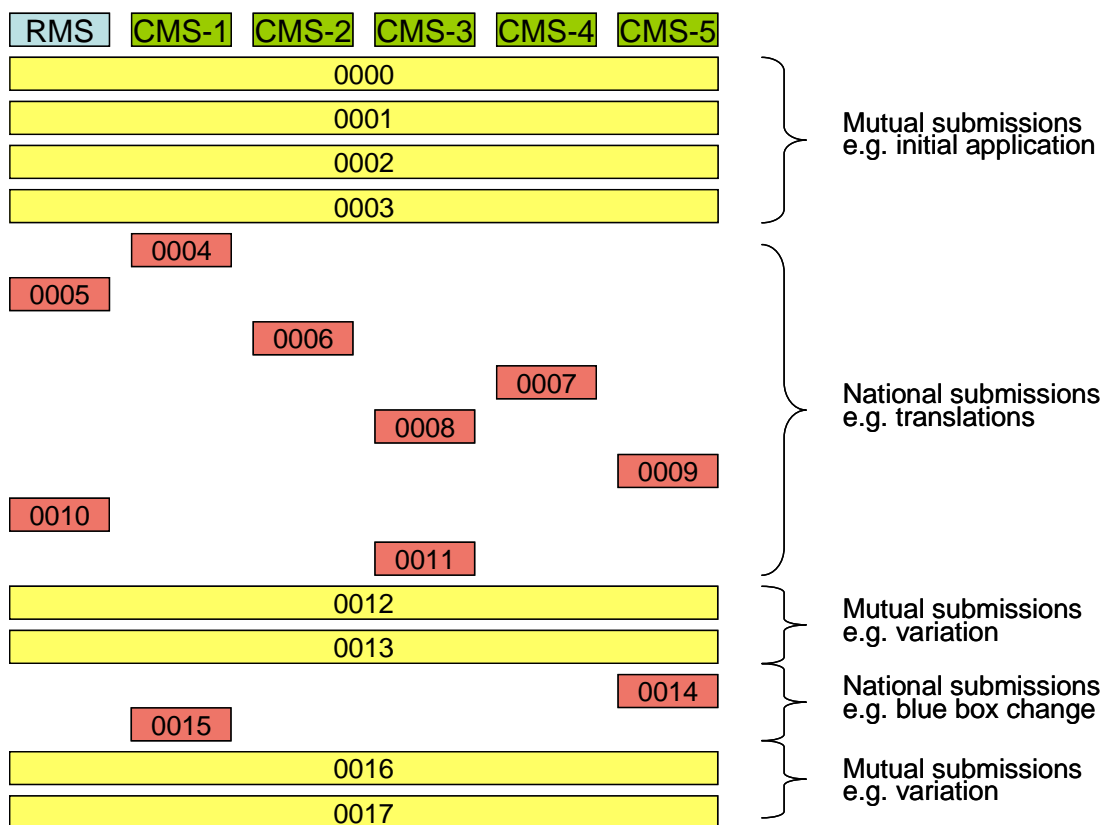 RMS CMS-1 CMS-2 CMS-3 CMS-4 CMS-5
0000
0001
0002
0003
Mutual submissions
e.g. initial application
0004
0005
0006
0007
0008
0009
0010
0011
National submissions
e.g. translations
0012
0013
Mutual submissions
e.g. variation
0014
0015
National submissions
e.g. blue box change
0016
0017
Mutual submissions
e.g. variation